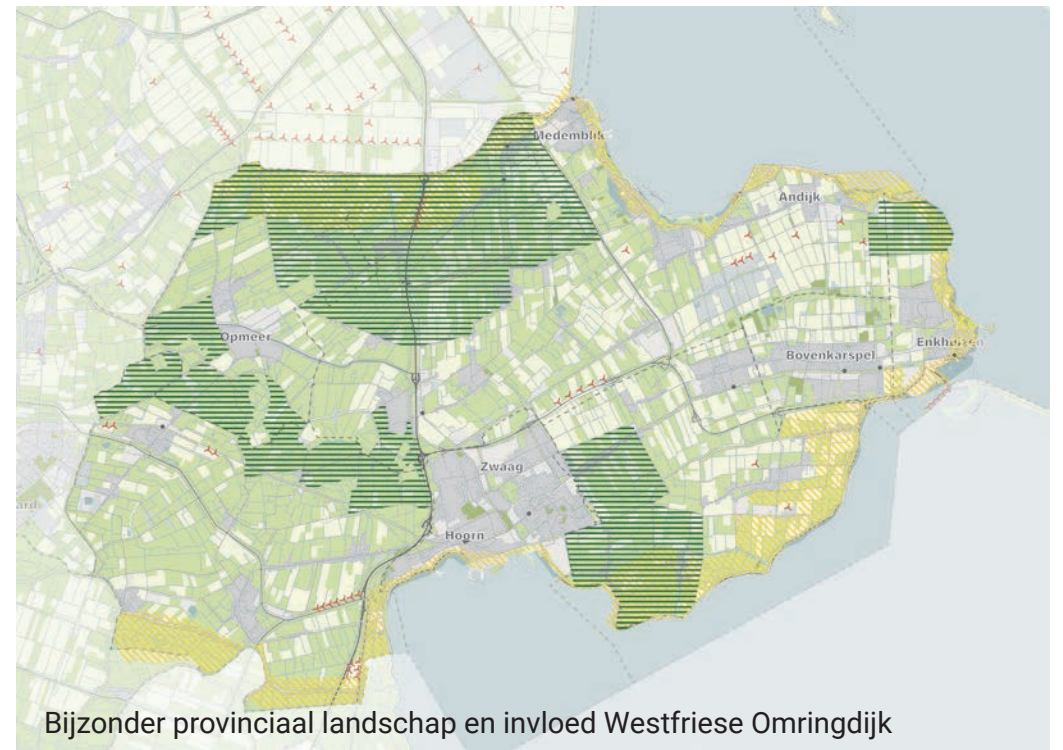 Medemblik
Andijk
Opmeer
Enkhuizen
Bovenkarspel
Zwaag
Hoorn
Bijzonder provinciaal landschap en invloed Westfriese Omringdijk